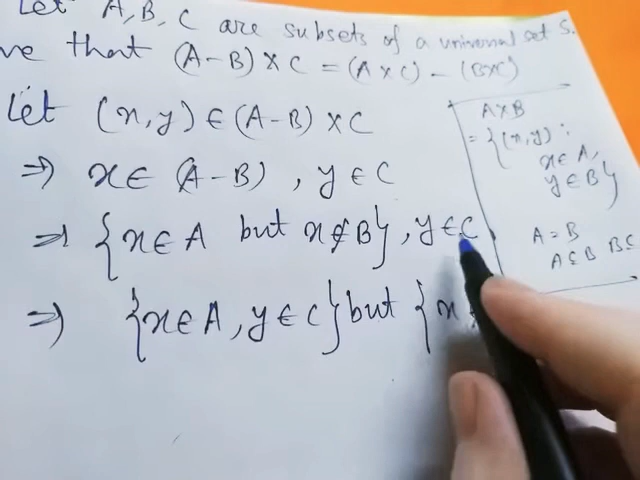 Let A, B, C are subsets of a universal set S.
ve that (A-B)×C = (A×C) - (B×C)
Let (x,y) ∈ (A-B) × C
⇒ x ∈ (A-B) , y ∈ C
⇒ {x ∈ A but x ∉ B} , y ∈ C
⇒ {x ∈ A , y ∈ C} but {x
A×B
= {(x,y) :
x ∈ A,
y ∈ B}
A = B
A ⊆ B B ⊆